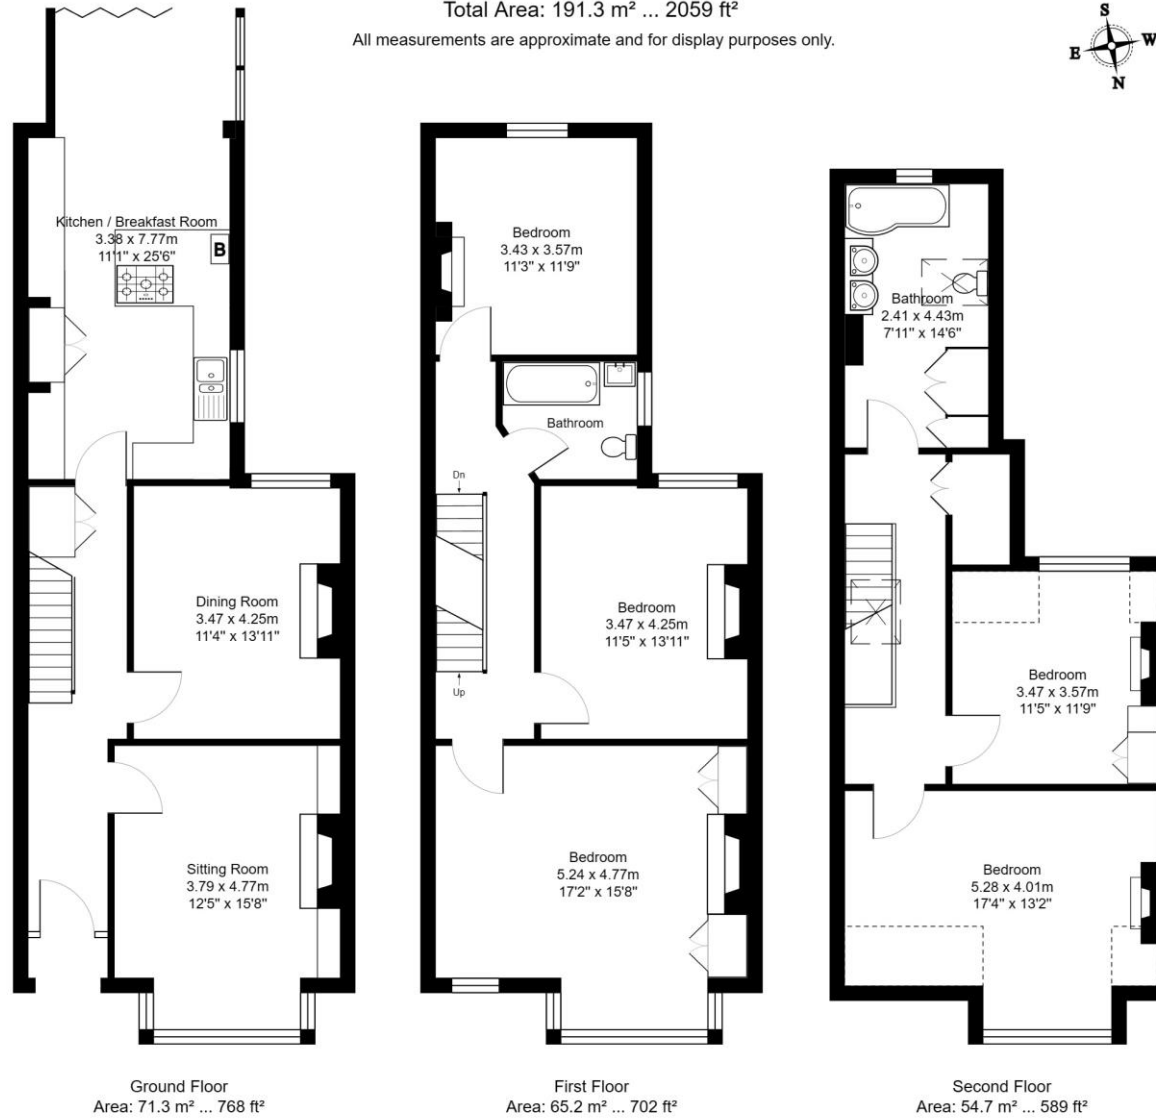 Total Area: 191.3 m² ... 2059 ft²
All measurements are approximate and for display purposes only.
S
E W
N
Kitchen / Breakfast Room
3.38 x 7.77m
11'1" x 25'6"
B
Dining Room
3.47 x 4.25m
11'4" x 13'11"
Sitting Room
3.79 x 4.77m
12'5" x 15'8"
Ground Floor
Area: 71.3 m² ... 768 ft²
Bedroom
3.43 x 3.57m
11'3" x 11'9"
Bathroom
Dn
Bedroom
3.47 x 4.25m
11'5" x 13'11"
Up
Bedroom
5.24 x 4.77m
17'2" x 15'8"
First Floor
Area: 65.2 m² ... 702 ft²
Bathroom
2.41 x 4.43m
7'11" x 14'6"
Bedroom
3.47 x 3.57m
11'5" x 11'9"
Bedroom
5.28 x 4.01m
17'4" x 13'2"
Second Floor
Area: 54.7 m² ... 589 ft²